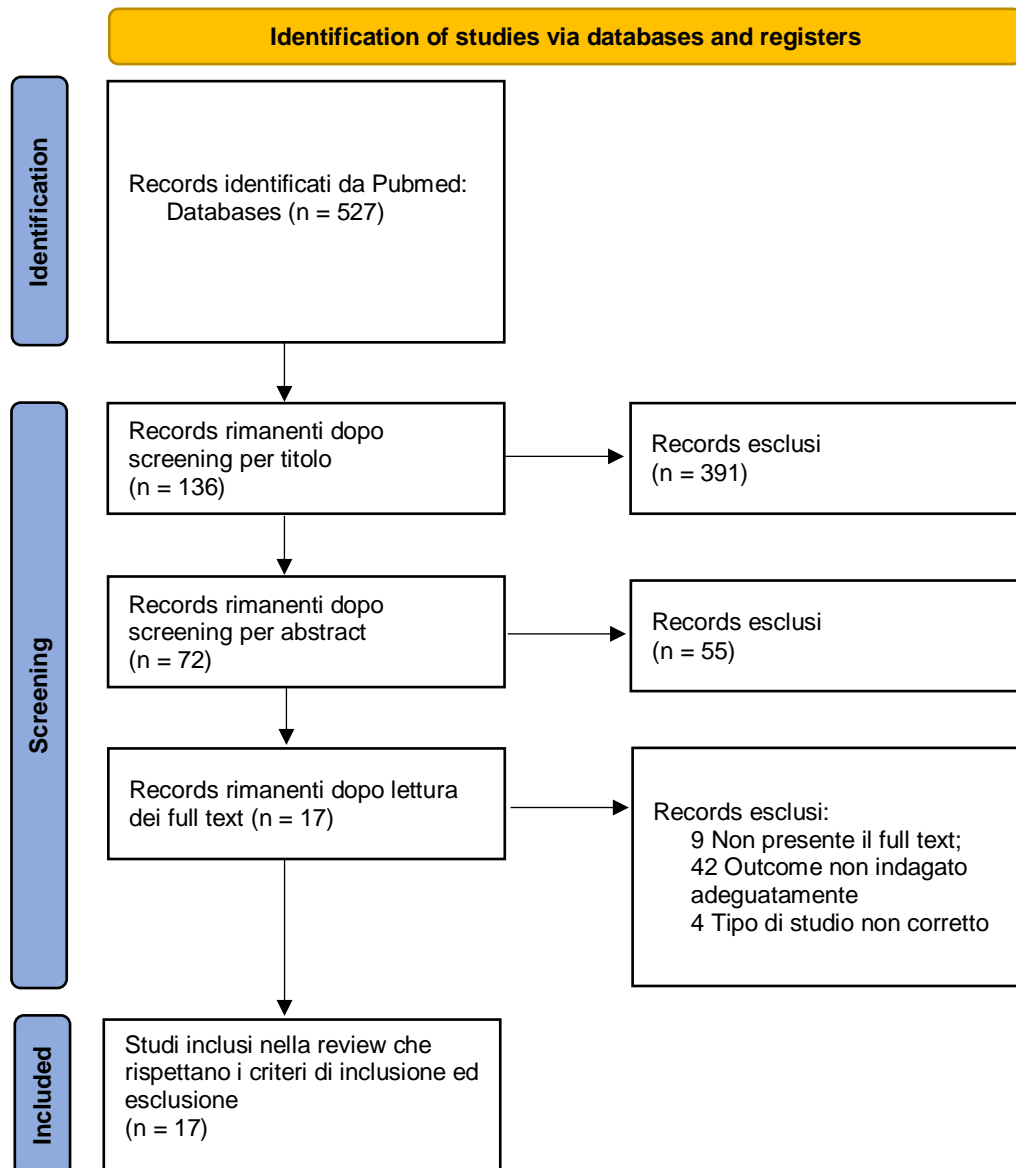 Identification of studies via databases and registers
Identification
Records identificati da Pubmed:
Databases (n = 527)
Screening
Records rimanenti dopo
screening per titolo
(n = 136)
Records esclusi
(n = 391)
Records rimanenti dopo
screening per abstract
(n = 72)
Records esclusi
(n = 55)
Records rimanenti dopo lettura
dei full text (n = 17)
Records esclusi:
9 Non presente il full text;
42 Outcome non indagato
adeguatamente
4 Tipo di studio non corretto
Included
Studi inclusi nella review che
rispettano i criteri di inclusione ed
esclusione
(n = 17)